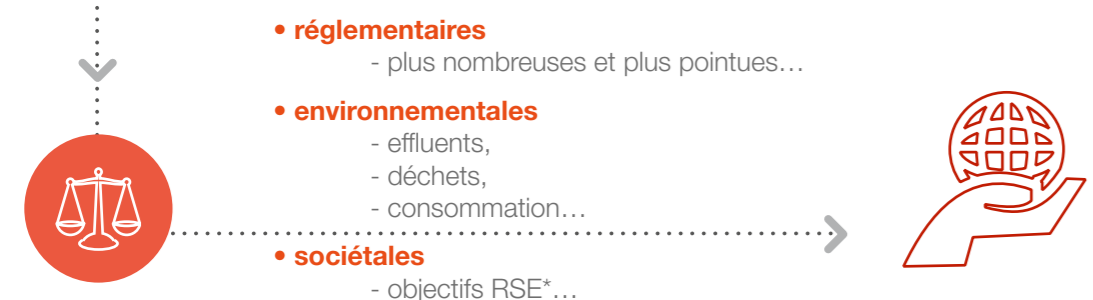 • réglementaires
- plus nombreuses et plus pointues…
• environnementales
- effluents,
- déchets,
- consommation…
• sociétales
- objectifs RSE*…